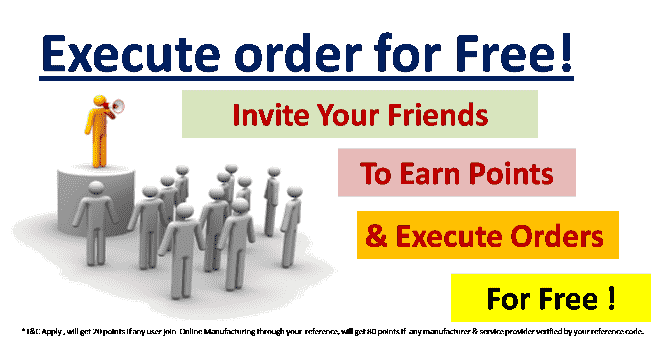 Execute order for Free!
Invite Your Friends
To Earn Points
& Execute Orders
For Free !
*T&C Apply , will get 20 points if any user join Online Manufacturing through your reference, will get 80 points if any manufacturer & service provider verified by your reference code.